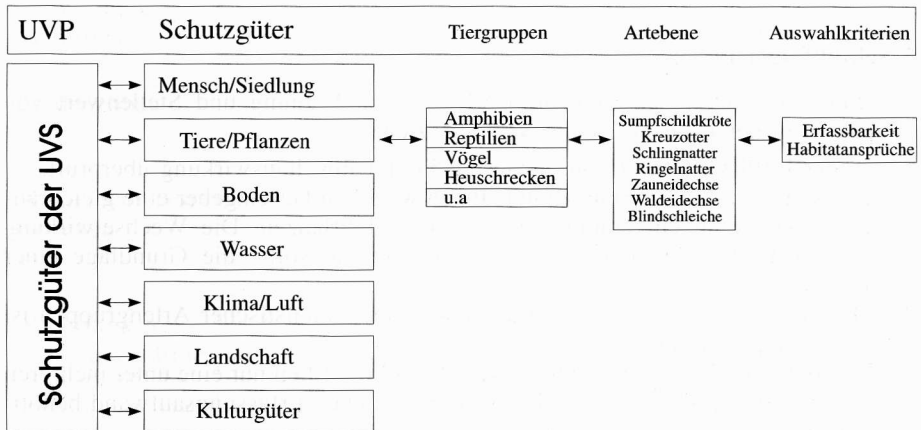 UVP Schutzgüter Tiergruppen Artebene Auswahlkriterien
Schutzgüter der UVS
Mensch/Siedlung
Tiere/Pflanzen
Boden
Wasser
Klima/Luft
Landschaft
Kulturgüter
Amphibien
Reptilien
Vögel
Heuschrecken
u.a
Sumpfschildkröte
Kreuzotter
Schlingnatter
Ringelnatter
Zauneidechse
Waldeidechse
Blindschleiche
Erfassbarkeit
Habitatansprüche